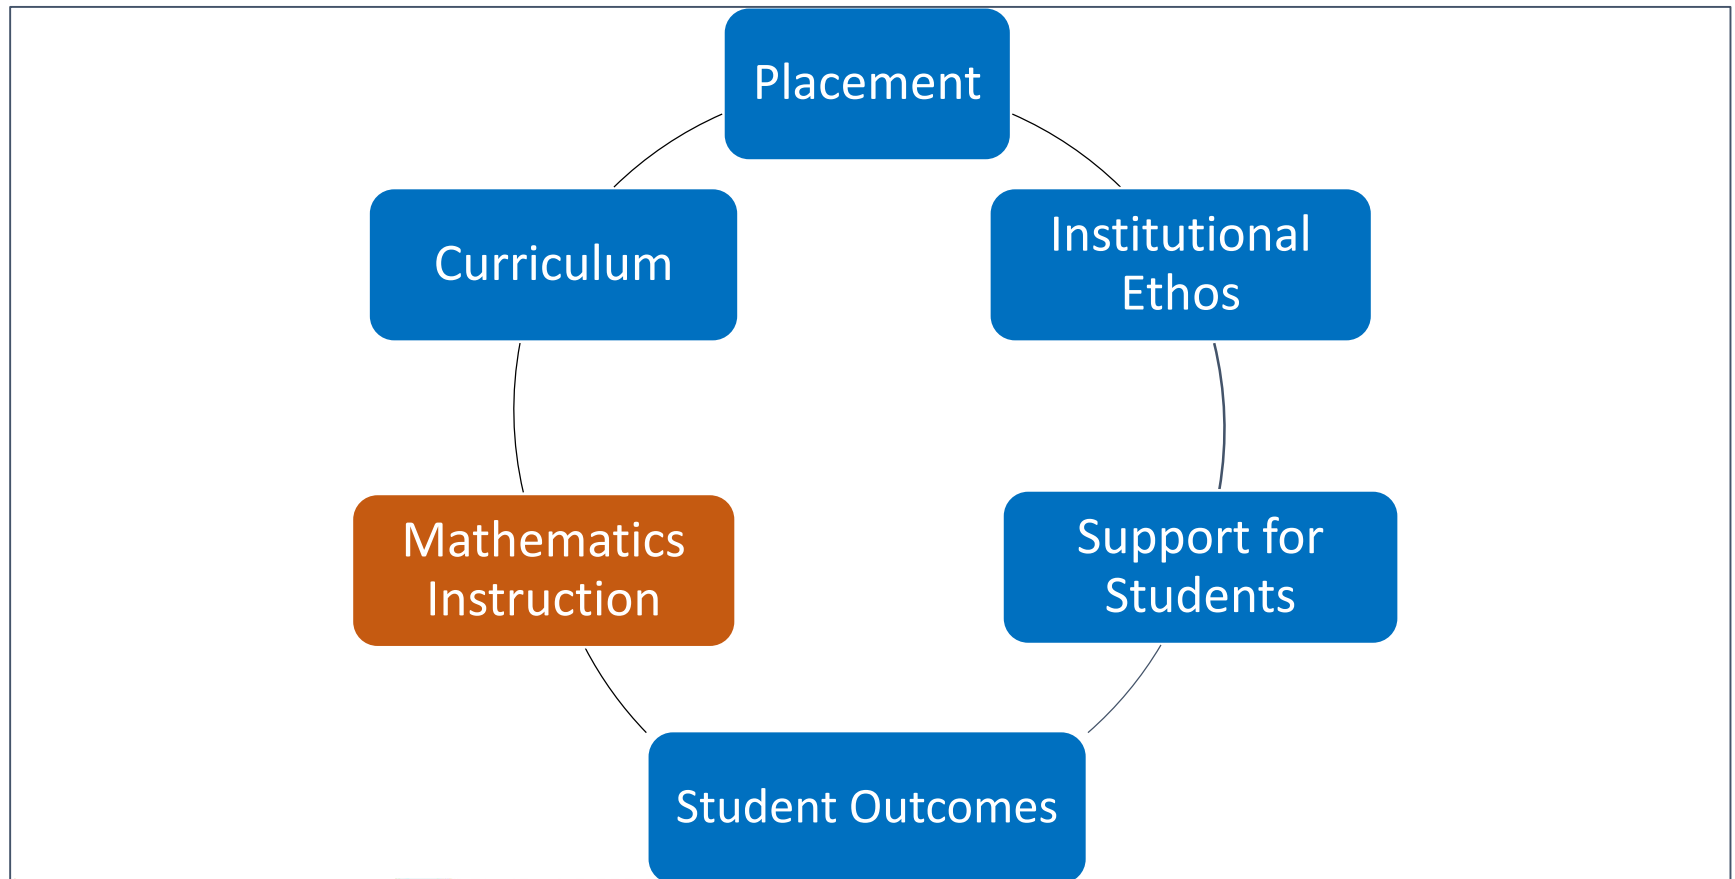 Placement
Curriculum
Institutional
Ethos
Mathematics
Instruction
Support for
Students
Student Outcomes